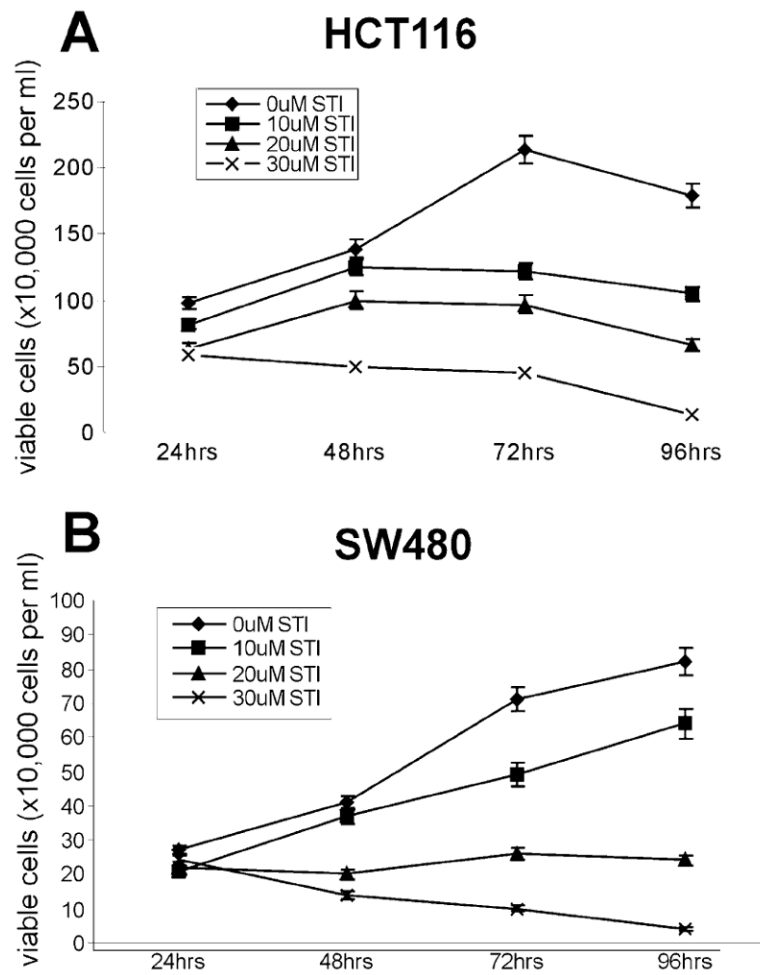 A
HCT116
viable cells (x10,000 cells per ml)
250
200
150
100
50
0
0uM STI
10uM STI
20uM STI
30uM STI
24hrs 48hrs 72hrs 96hrs
B
SW480
viable cells (x10,000 cells per ml)
100
90
80
70
60
50
40
30
20
10
0
0uM STI
10uM STI
20uM STI
30uM STI
24hrs 48hrs 72hrs 96hrs